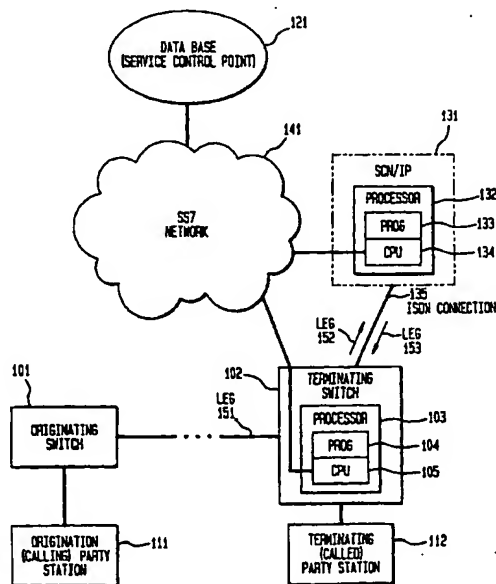 121
DATA BASE
(SERVICE CONTROL POINT)
141
131
SCN/IP
SS7
NETWORK
PROCESSOR
132
PROG
133
CPU
134
135
ISDN CONNECTION
LEG
152
LEG
153
101
102
TERMINATING
SWITCH
LEG
151
PROCESSOR
103
ORIGINATING
SWITCH
PROG
104
CPU
105
ORIGINATION
(CALLING) PARTY
STATION
111
TERMINATING
(CALLED) PARTY
STATION
112